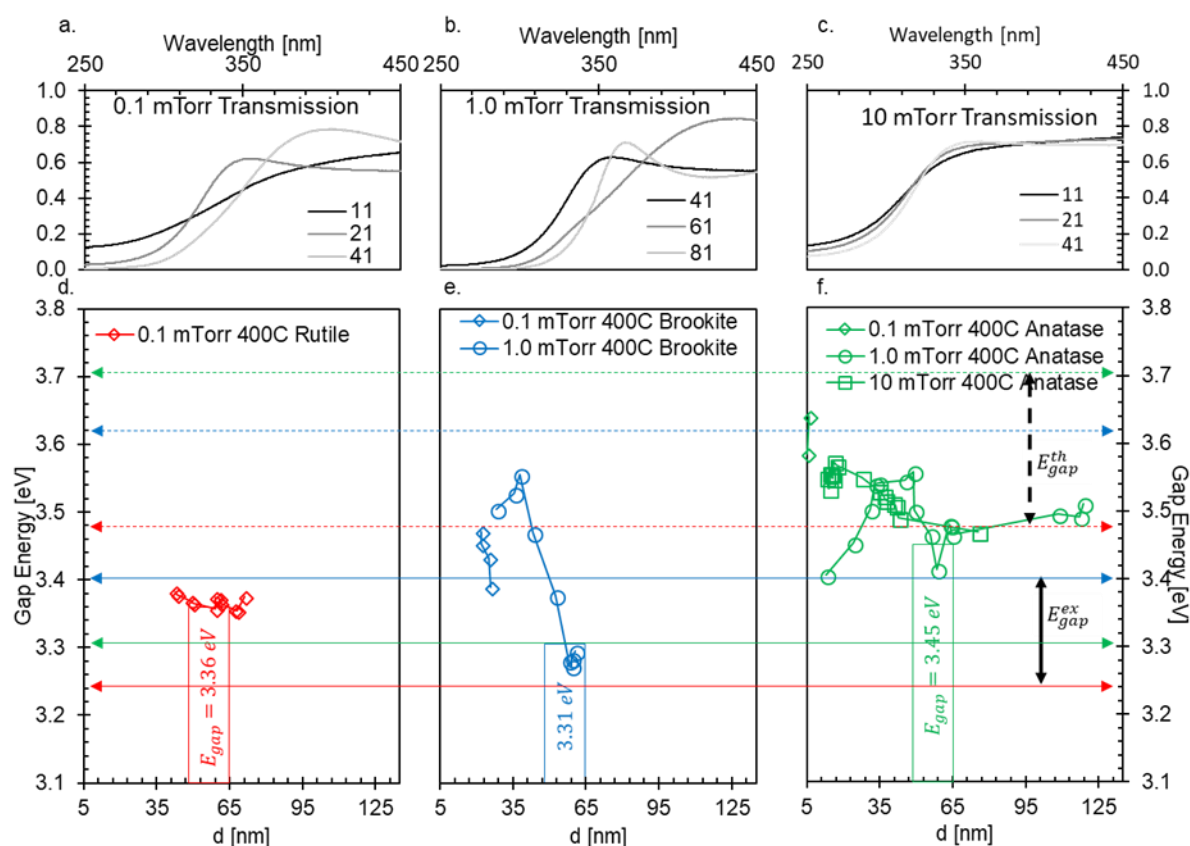 a.
b.
c.
Wavelength [nm]
Wavelength [nm]
Wavelength [nm]
250 350 450
250 350 450
250 350 450
1.0
0.8
0.6
0.4
0.2
0.0
0.1 mTorr Transmission
11
21
41
1.0 mTorr Transmission
41
61
81
10 mTorr Transmission
11
21
41
1.0
0.8
0.6
0.4
0.2
0.0
d.
e.
f.
3.8
3.7
3.6
3.5
3.4
3.3
3.2
3.1
Gap Energy [eV]
0.1 mTorr 400C Rutile
E_gap = 3.36 eV
5 35 65 95 125
d [nm]
0.1 mTorr 400C Brookite
1.0 mTorr 400C Brookite
3.31 eV
5 35 65 95 125
d [nm]
0.1 mTorr 400C Anatase
1.0 mTorr 400C Anatase
10 mTorr 400C Anatase
E_gap^th
E_gap^ex
E_gap = 3.45 eV
5 35 65 95 125
d [nm]
3.8
3.7
3.6
3.5
3.4
3.3
3.2
3.1
Gap Energy [eV]